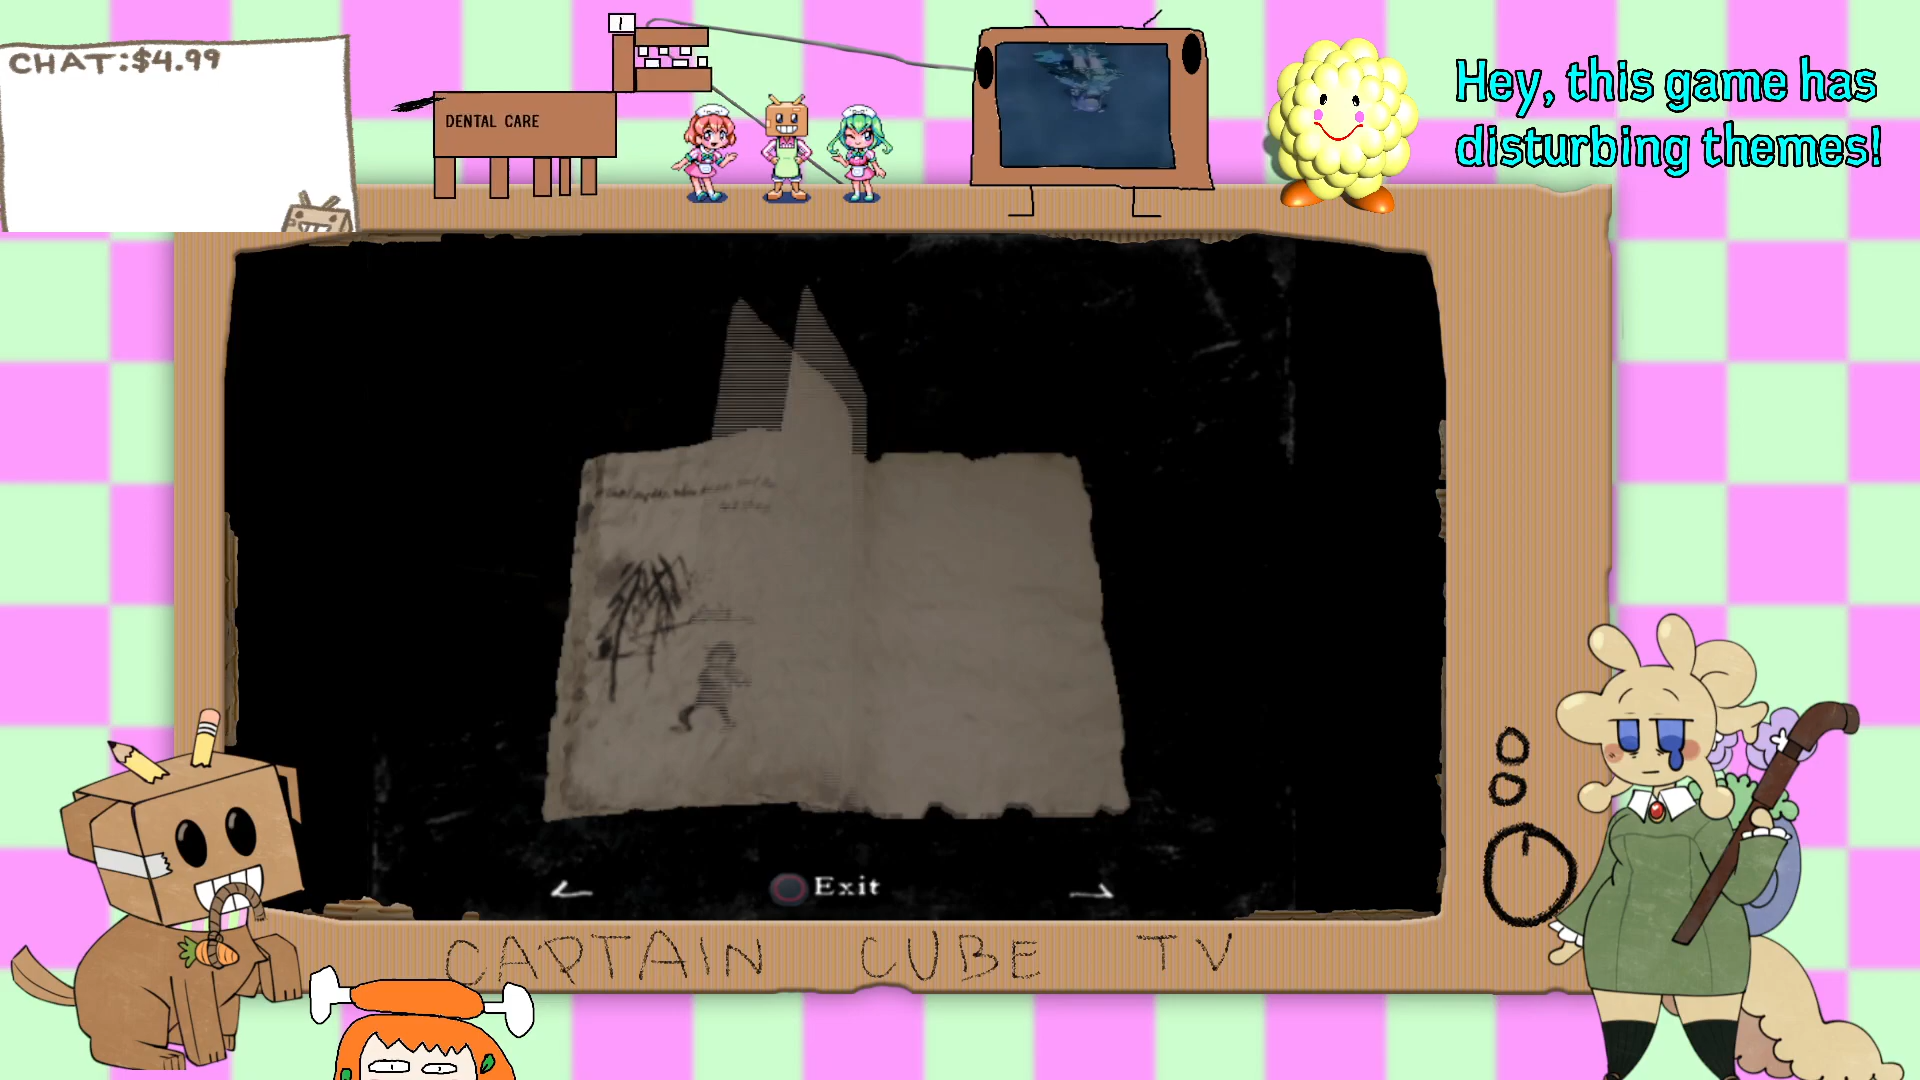 CHAT:$4.99
DENTAL CARE
Hey, this game has
disturbing themes!
Exit
CAPTAIN CUBE TV